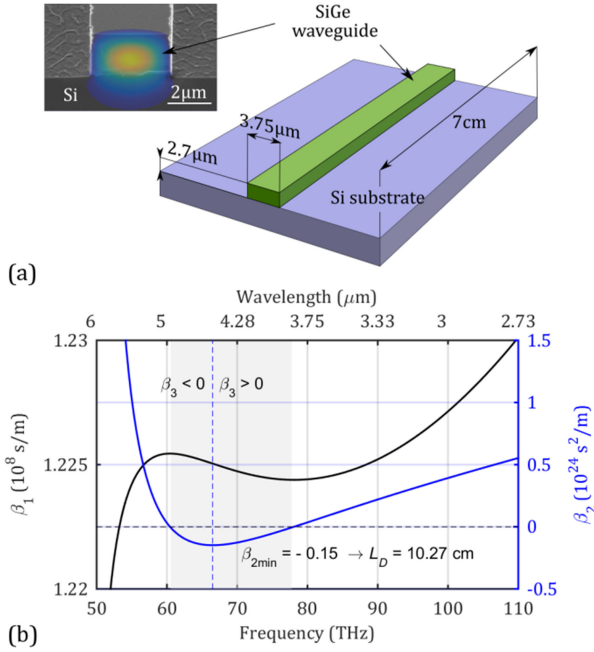 SiGe
waveguide
Si
2μm
3.75μm
2.7μm
7cm
Si substrate
(a)
Wavelength (μm)
6 5 4.28 3.75 3.33 3 2.73
1.23 1.5
β3 < 0 β3 > 0
1
1.225 0.5
β1 (10^8 s/m)
β2 (10^24 s^2/m)
0
β2min = - 0.15 → LD = 10.27 cm
1.22 -0.5
50 60 70 80 90 100 110
Frequency (THz)
(b)